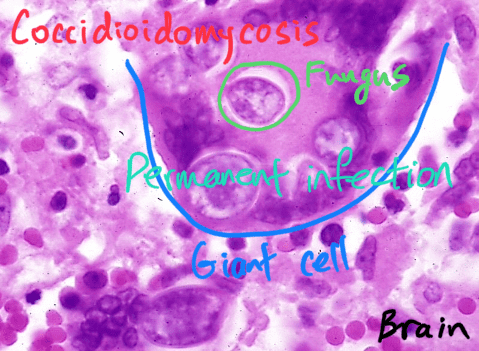 Coccidioidomycosis
Fungus
Permanent infection
Giant cell
Brain